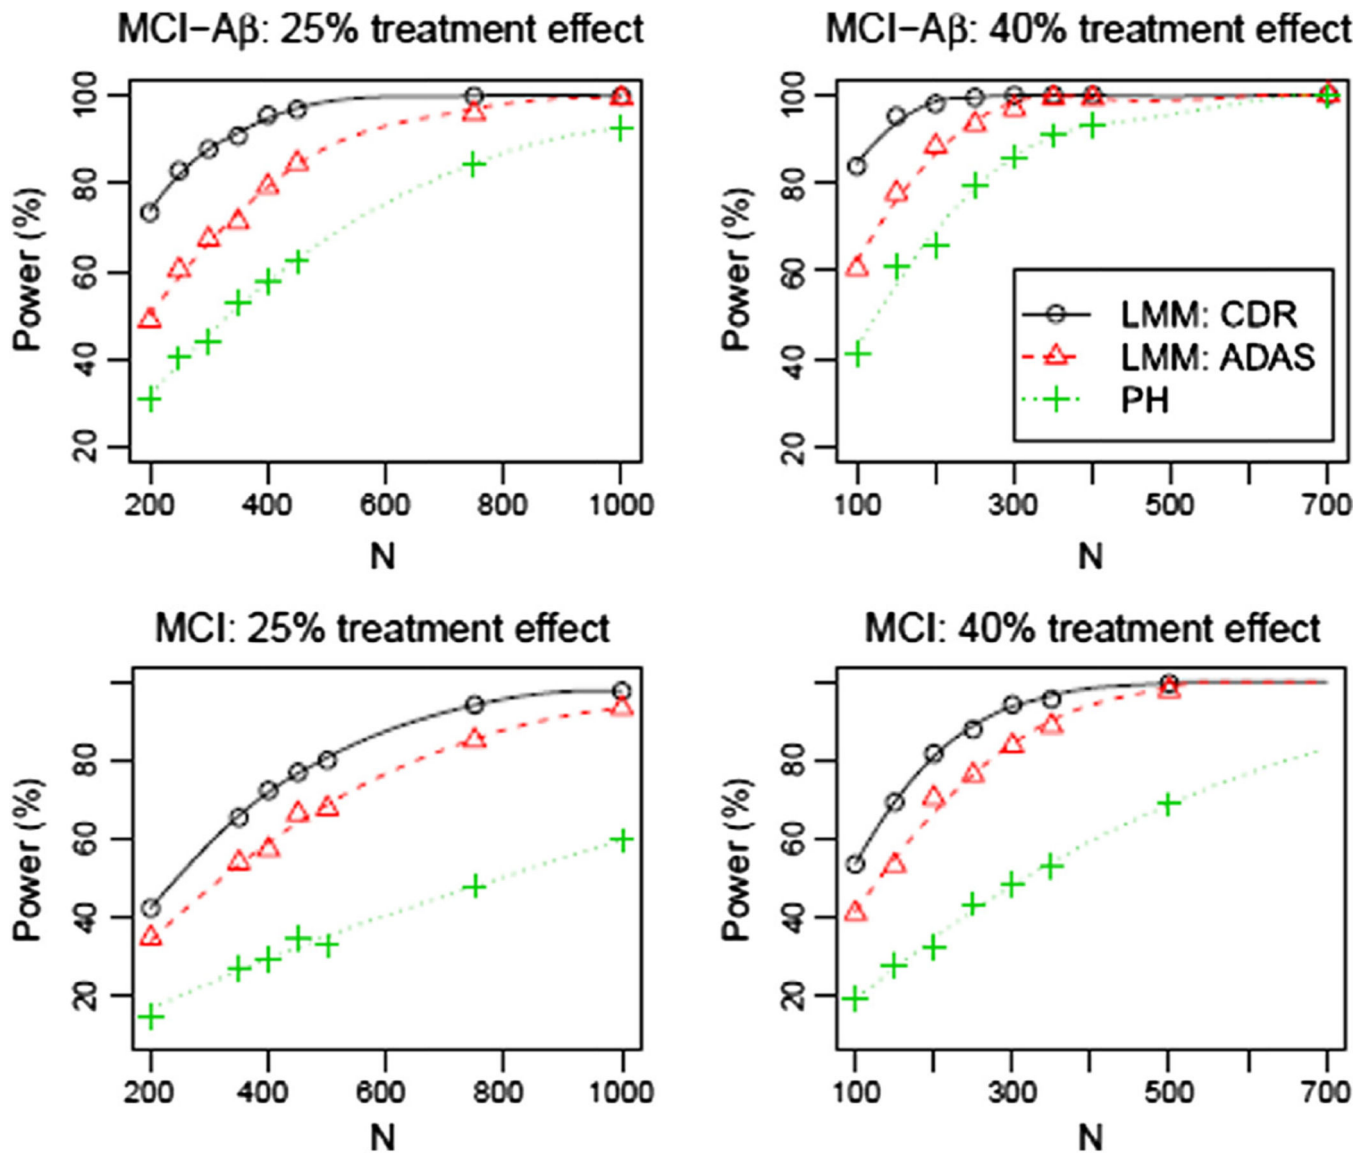 MCI−Aβ: 25% treatment effect
Power (%)
20 40 60 80 100
200 400 600 800 1000
N
MCI−Aβ: 40% treatment effect
Power (%)
20 40 60 80 100
LMM: CDR
LMM: ADAS
PH
100 300 500 700
N
MCI: 25% treatment effect
Power (%)
20 40 60 80
200 400 600 800 1000
N
MCI: 40% treatment effect
Power (%)
20 40 60 80
100 300 500 700
N